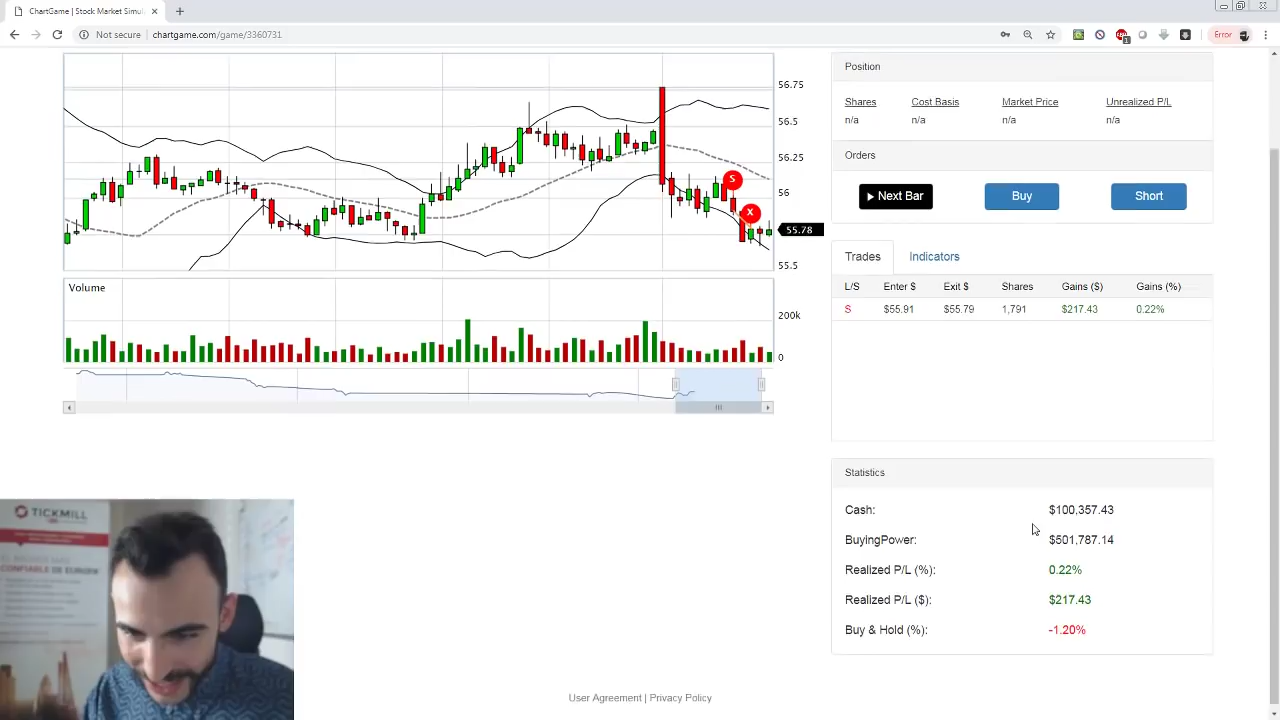 ChartGame | Stock Market Simul
Not secure | chartgame.com/game/3360731
Error
1
56.75
56.5
56.25
56
55.78
55.5
S
X
Volume
200k
0
Position
Shares Cost Basis Market Price Unrealized P/L
n/a n/a n/a n/a
Orders
Next Bar Buy Short
Trades Indicators
L/S Enter $ Exit $ Shares Gains ($) Gains (%)
S $55.91 $55.79 1,791 $217.43 0.22%
Statistics
Cash: $100,357.43
BuyingPower: $501,787.14
Realized P/L (%): 0.22%
Realized P/L ($): $217.43
Buy & Hold (%): -1.20%
User Agreement | Privacy Policy
TICKMILL
CONFIABLE DE EUROPA